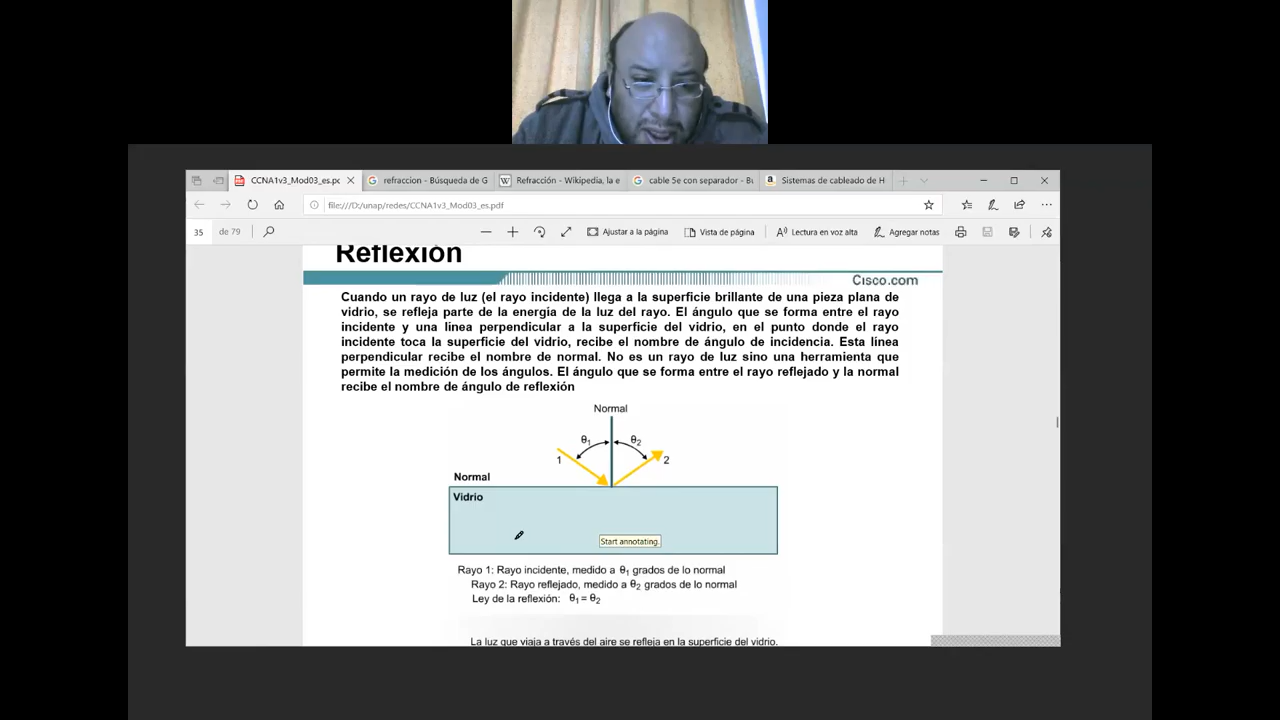 CCNA1v3_Mod03_es.pc
refraccion - Búsqueda de G
Refracción - Wikipedia, la e
cable 5e con separador - Bu
Sistemas de cableado de H
file:///D:/unap/redes/CCNA1v3_Mod03_es.pdf
35 de 79
Ajustar a la página
Vista de página
Lectura en voz alta
Agregar notas
Reflexión
Cisco.com
Cuando un rayo de luz (el rayo incidente) llega a la superficie brillante de una pieza plana de
vidrio, se refleja parte de la energía de la luz del rayo. El ángulo que se forma entre el rayo
incidente y una línea perpendicular a la superficie del vidrio, en el punto donde el rayo
incidente toca la superficie del vidrio, recibe el nombre de ángulo de incidencia. Esta línea
perpendicular recibe el nombre de normal. No es un rayo de luz sino una herramienta que
permite la medición de los ángulos. El ángulo que se forma entre el rayo reflejado y la normal
recibe el nombre de ángulo de reflexión
Normal
θ1 θ2
1 2
Normal
Vidrio
Start annotating.
Rayo 1: Rayo incidente, medido a θ1 grados de lo normal
Rayo 2: Rayo reflejado, medido a θ2 grados de lo normal
Ley de la reflexión: θ1 = θ2
La luz que viaja a través del aire se refleja en la superficie del vidrio.